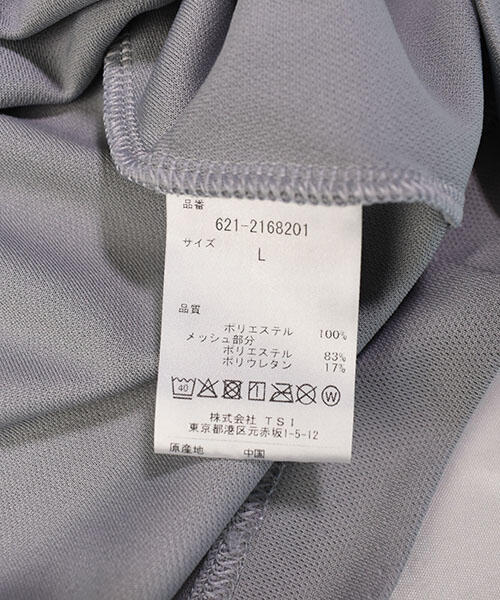 品番
621-2168201
サイズ
L
品質
ポリエステル 100%
メッシュ部分
ポリエステル 83%
ポリウレタン 17%
40 W
株式会社 TSI
東京都港区元赤坂1-5-12
原産地 中国